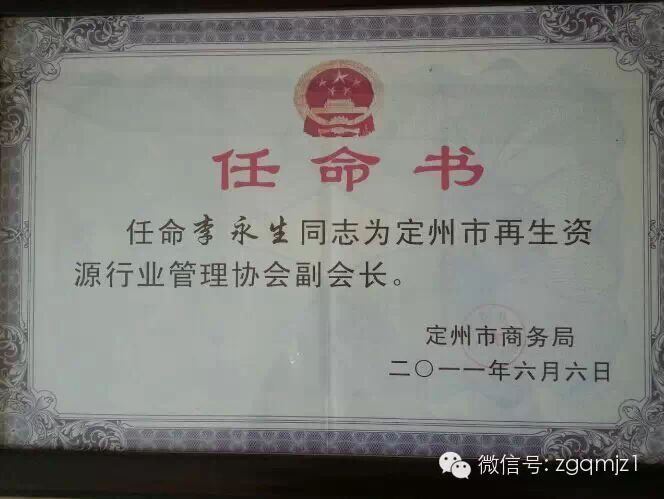 任命书
任命李永生同志为定州市再生资
源行业管理协会副会长。
定州市商务局
二〇一一年六月六日
微信号: zgqmjz1